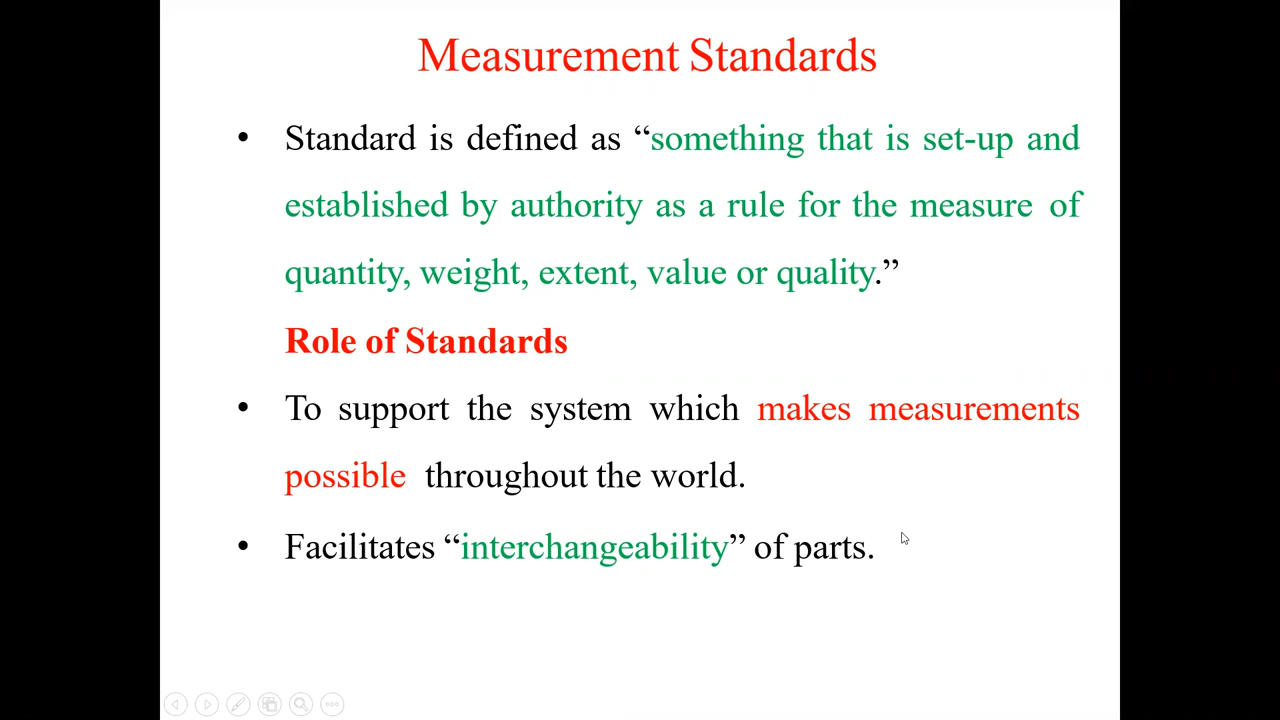 Measurement Standards
• Standard is defined as “something that is set-up and
established by authority as a rule for the measure of
quantity, weight, extent, value or quality.”
Role of Standards
• To support the system which makes measurements
possible throughout the world.
• Facilitates “interchangeability” of parts.